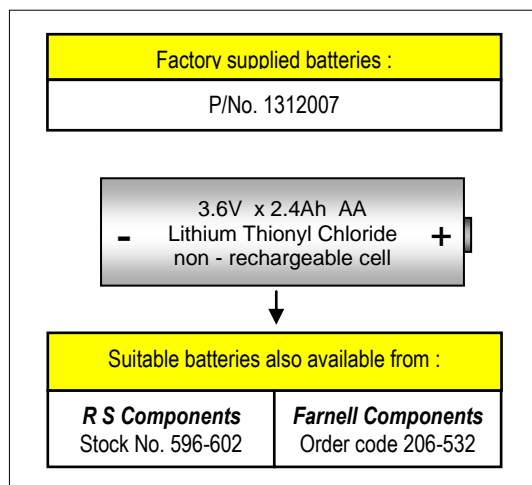 Factory supplied batteries :
P/No. 1312007
3.6V x 2.4Ah AA
Lithium Thionyl Chloride
non - rechargeable cell
- +
Suitable batteries also available from :
R S Components
Stock No. 596-602
Farnell Components
Order code 206-532